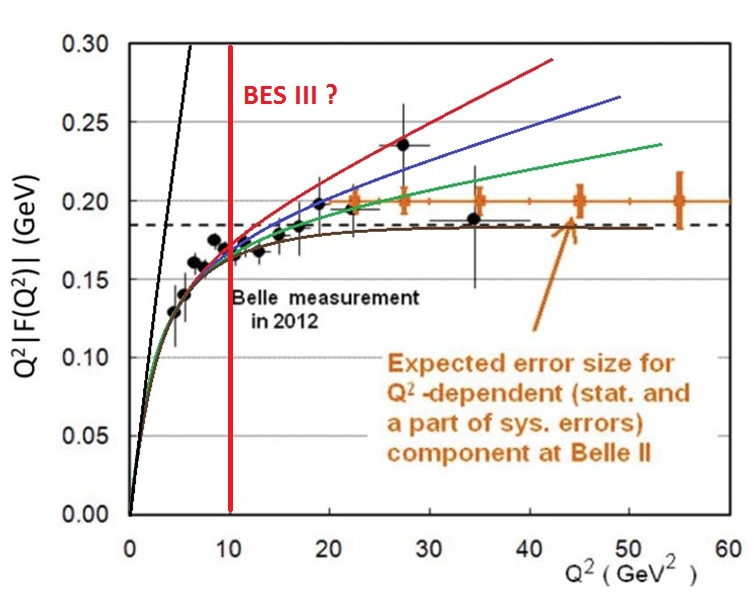 0.30
0.25
0.20
0.15
0.10
0.05
0.00
Q²|F(Q²)| (GeV)
BES III ?
Belle measurement
in 2012
Expected error size for
Q² -dependent (stat. and
a part of sys. errors)
component at Belle II
0 10 20 30 40 50 60
Q² ( GeV² )